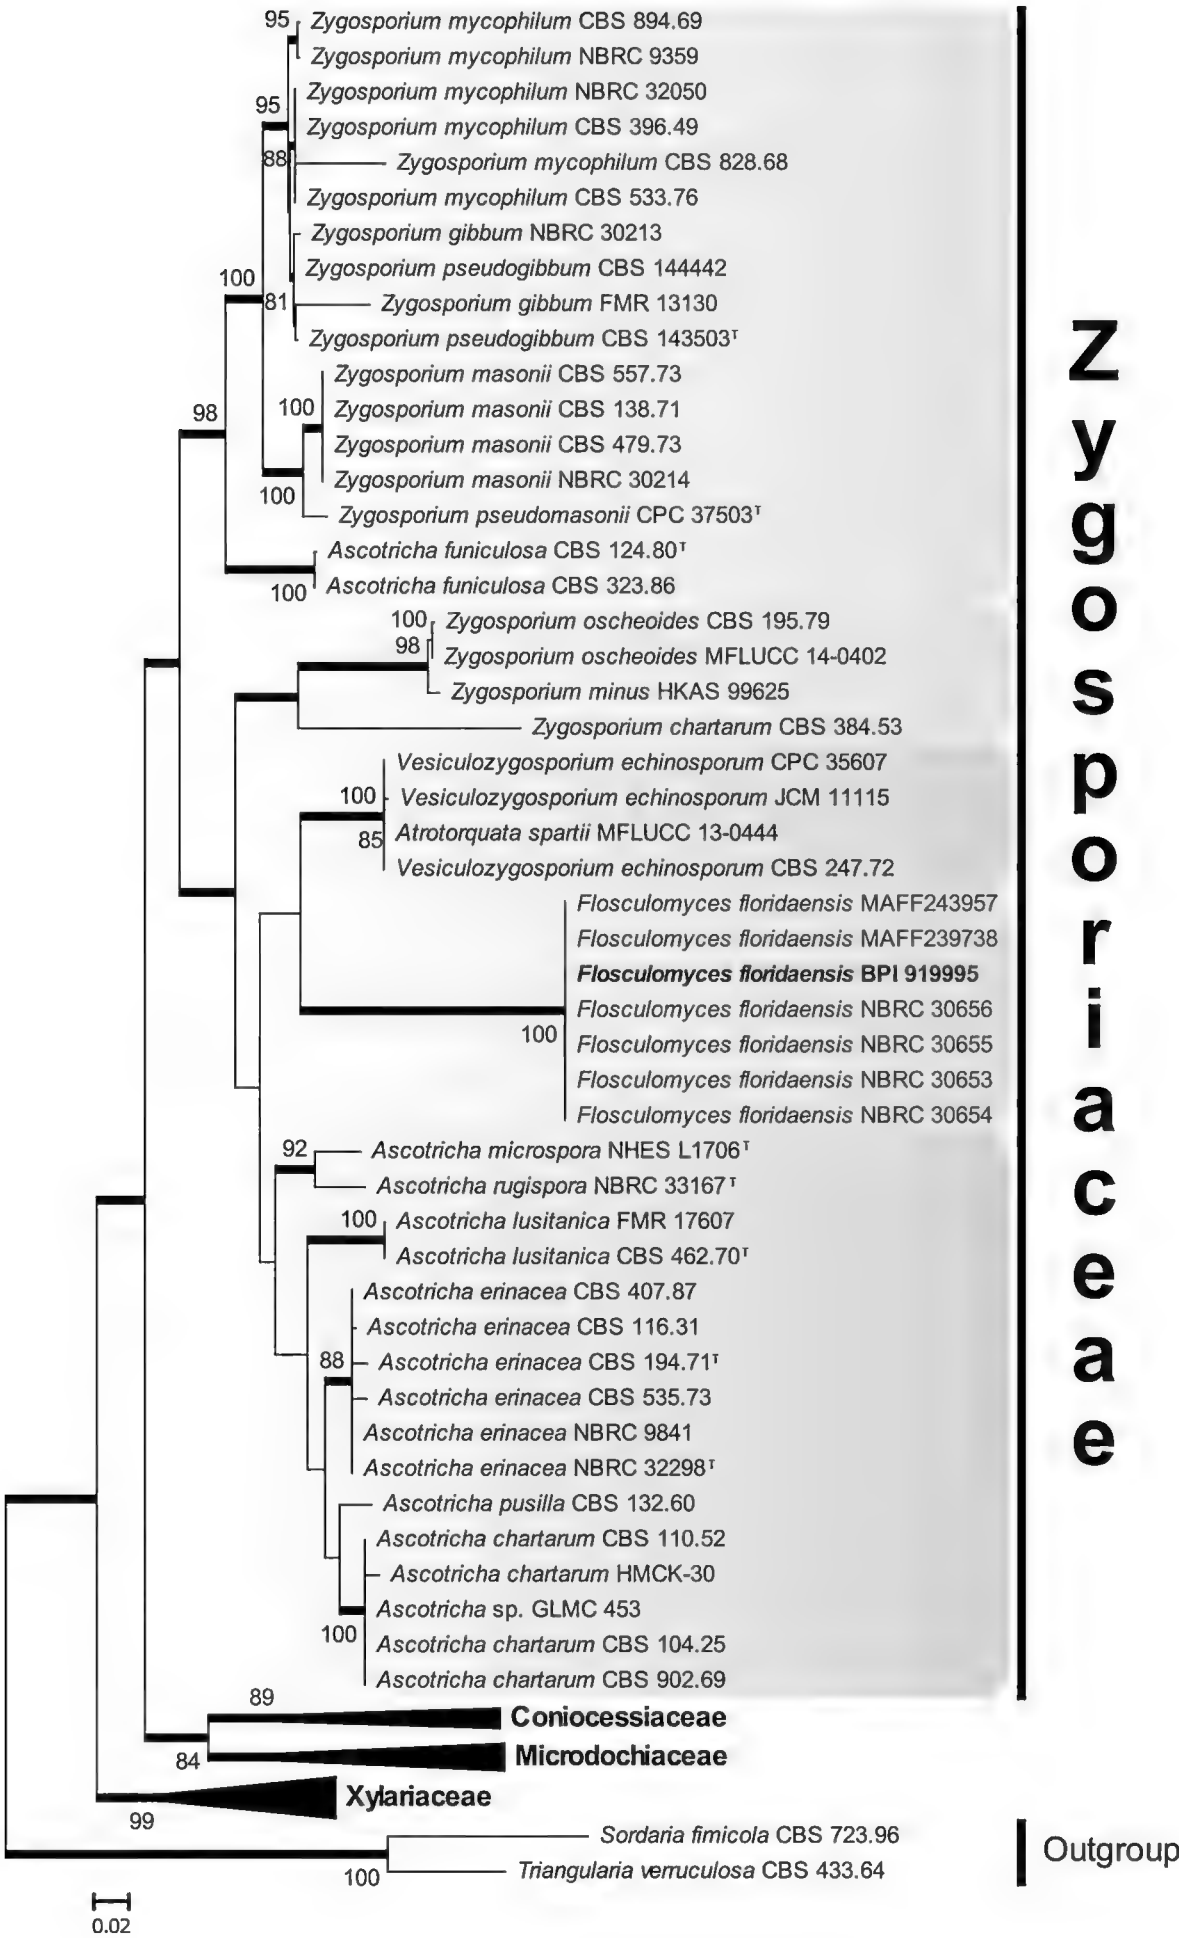 95 Zygosporium mycophilum CBS 894.69
Zygosporium mycophilum NBRC 9359
Zygosporium mycophilum NBRC 32050
95
Zygosporium mycophilum CBS 396.49
88 Zygosporium mycophilum CBS 828.68
Zygosporium mycophilum CBS 533.76
Zygosporium gibbum NBRC 30213
Zygosporium pseudogibbum CBS 144442
100
81 Zygosporium gibbum FMR 13130
Zygosporium pseudogibbum CBS 143503ᵀ
Zygosporium masonii CBS 557.73
100 Zygosporium masonii CBS 138.71
98
Zygosporium masonii CBS 479.73
Zygosporium masonii NBRC 30214
100
Zygosporium pseudomasonii CPC 37503ᵀ
Ascotricha funiculosa CBS 124.80ᵀ
100 Ascotricha funiculosa CBS 323.86
100 Zygosporium oscheoides CBS 195.79
98 Zygosporium oscheoides MFLUCC 14-0402
Zygosporium minus HKAS 99625
Zygosporium chartarum CBS 384.53
Vesiculozygosporium echinosporum CPC 35607
100 Vesiculozygosporium echinosporum JCM 11115
85 Atrotorquata spartii MFLUCC 13-0444
Vesiculozygosporium echinosporum CBS 247.72
Flosculomyces floridaensis MAFF243957
Flosculomyces floridaensis MAFF239738
Flosculomyces floridaensis BPI 919995
Flosculomyces floridaensis NBRC 30656
100
Flosculomyces floridaensis NBRC 30655
Flosculomyces floridaensis NBRC 30653
Flosculomyces floridaensis NBRC 30654
92 Ascotricha microspora NHES L1706ᵀ
Ascotricha rugispora NBRC 33167ᵀ
100 Ascotricha lusitanica FMR 17607
Ascotricha lusitanica CBS 462.70ᵀ
Ascotricha erinacea CBS 407.87
Ascotricha erinacea CBS 116.31
88 Ascotricha erinacea CBS 194.71ᵀ
Ascotricha erinacea CBS 535.73
Ascotricha erinacea NBRC 9841
Ascotricha erinacea NBRC 32298ᵀ
Ascotricha pusilla CBS 132.60
Ascotricha chartarum CBS 110.52
Ascotricha chartarum HMCK-30
Ascotricha sp. GLMC 453
100
Ascotricha chartarum CBS 104.25
Ascotricha chartarum CBS 902.69
89
Coniocessiaceae
84 Microdochiaceae
Xylariaceae
99
Sordaria fimicola CBS 723.96
100 Triangularia verruculosa CBS 433.64
0.02
Zygosporiaceae
Outgroup